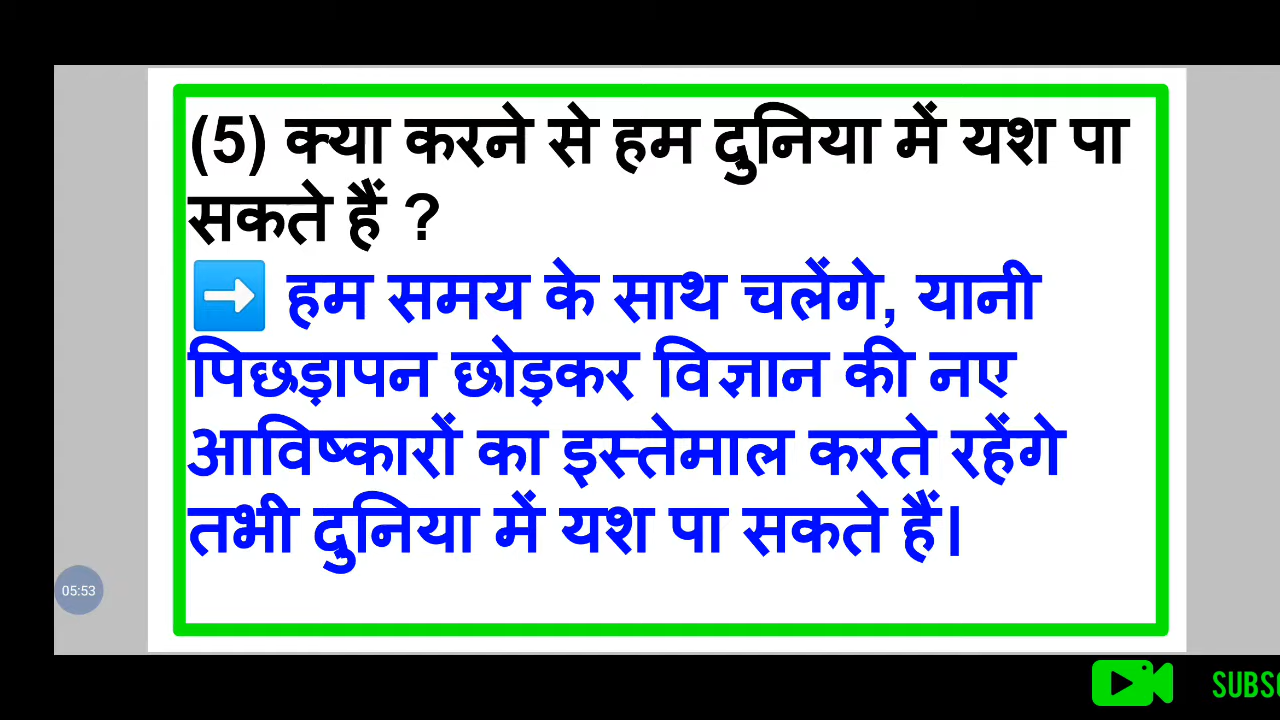 (5) क्या करने से हम दुनिया में यश पा
सकते हैं ?
➡ हम समय के साथ चलेंगे, यानी
पिछड़ापन छोड़कर विज्ञान की नए
आविष्कारों का इस्तेमाल करते रहेंगे
तभी दुनिया में यश पा सकते हैं।
05:53